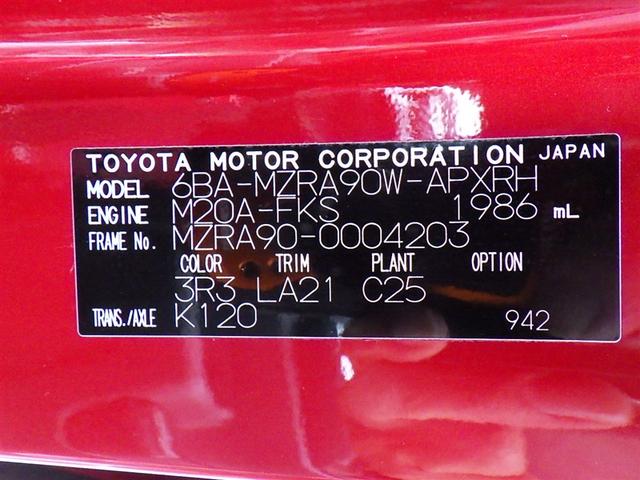 TOYOTA MOTOR CORPORATION JAPAN
MODEL 6BA-MZRA90W-APXRH
ENGINE M20A-FKS 1986 mL
FRAME No. MZRA90-0004203
COLOR TRIM PLANT OPTION
3R3 LA21 C25
TRANS./AXLE K120 942